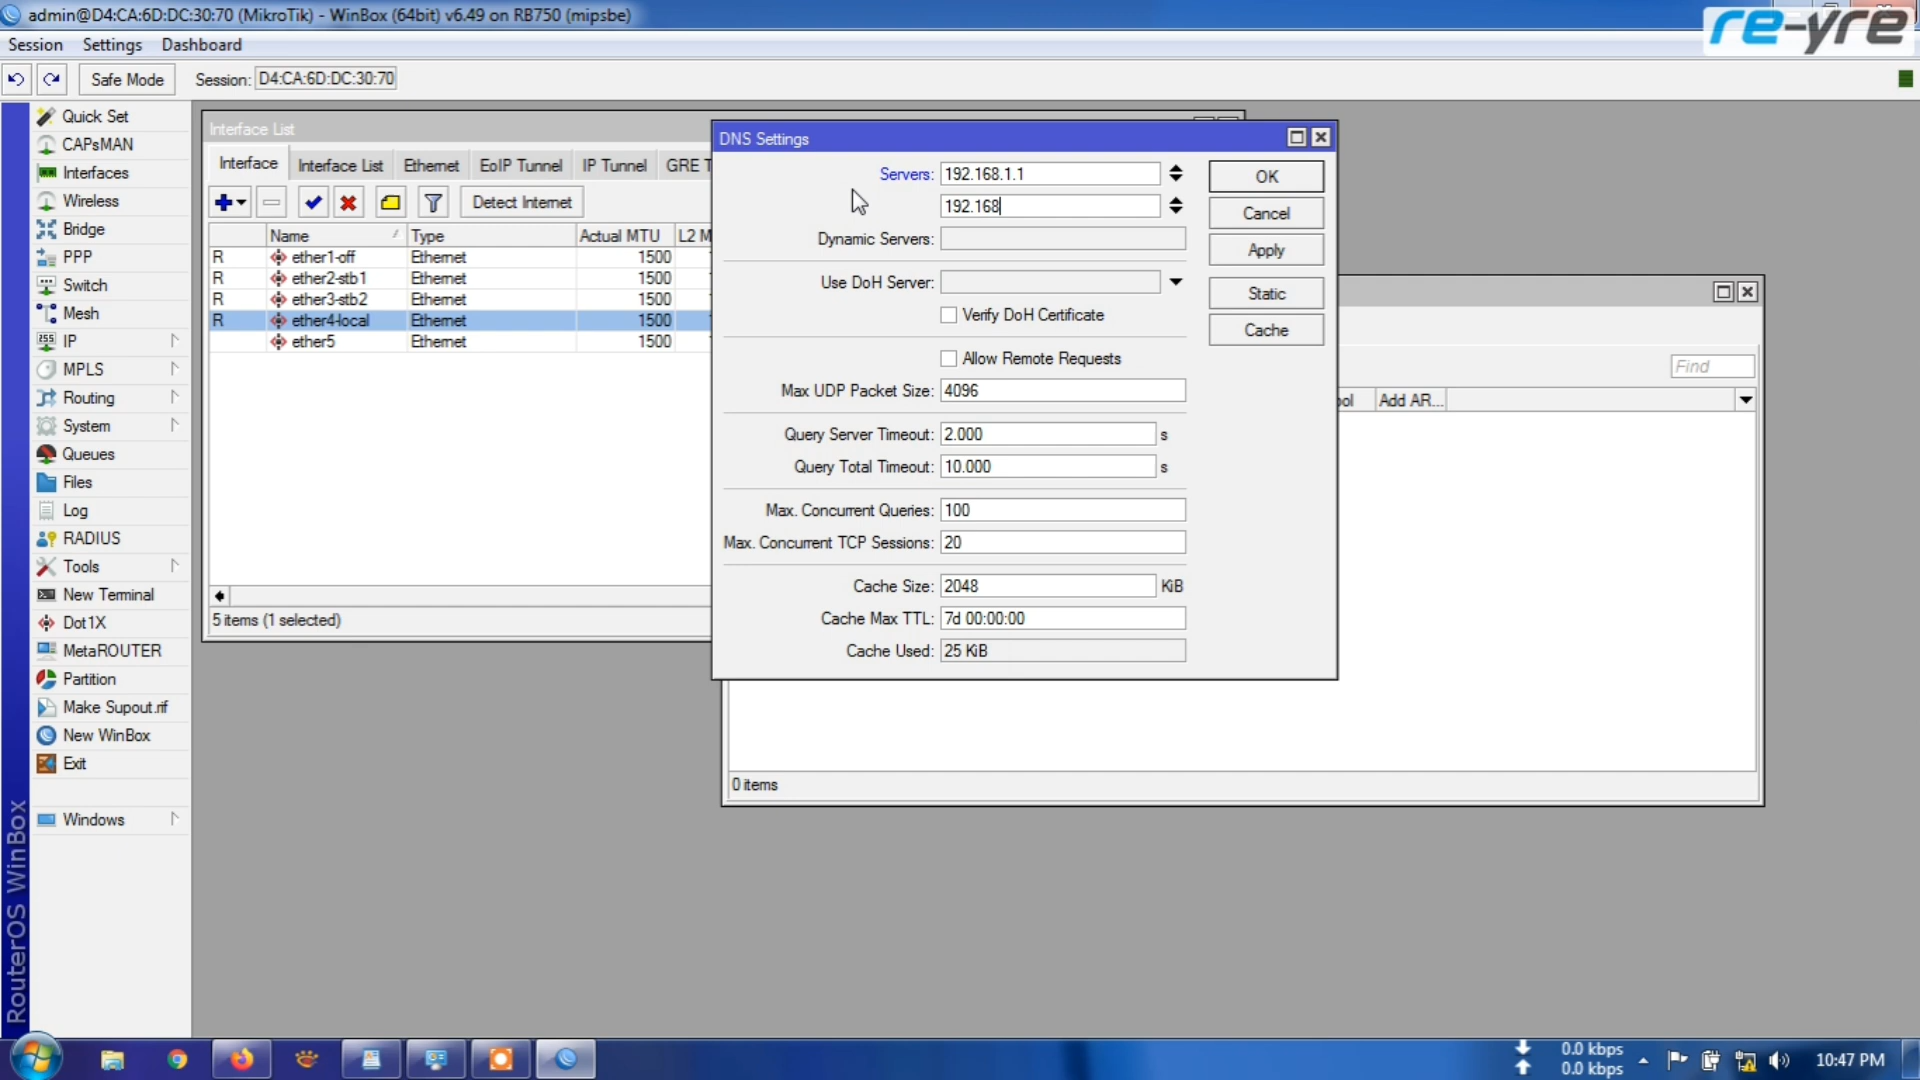 admin@D4:CA:6D:DC:30:70 (MikroTik) - WinBox (64bit) v6.49 on RB750 (mipsbe)
re-yre
Session Settings Dashboard
Safe Mode Session: D4:CA:6D:DC:30:70
Quick Set
CAPsMAN
Interfaces
Wireless
Bridge
PPP
Switch
Mesh
IP
MPLS
Routing
System
Queues
Files
Log
RADIUS
Tools
New Terminal
Dot1X
MetaROUTER
Partition
Make Supout.rif
New WinBox
Exit
Windows
RouterOS WinBox
Interface List
Interface Interface List Ethernet EoIP Tunnel IP Tunnel GRE T
Detect Internet
Name Type Actual MTU L2 M
R ether1-off Ethernet 1500
R ether2-stb1 Ethernet 1500
R ether3-stb2 Ethernet 1500
R ether4-local Ethernet 1500
ether5 Ethernet 1500
5 items (1 selected)
DNS Settings
Servers: 192.168.1.1
192.168
Dynamic Servers:
Use DoH Server:
Verify DoH Certificate
Allow Remote Requests
Max UDP Packet Size: 4096
Query Server Timeout: 2.000 s
Query Total Timeout: 10.000 s
Max. Concurrent Queries: 100
Max. Concurrent TCP Sessions: 20
Cache Size: 2048 KiB
Cache Max TTL: 7d 00:00:00
Cache Used: 25 KiB
OK
Cancel
Apply
Static
Cache
Find
ool Add AR...
0 items
0.0 kbps
0.0 kbps
10:47 PM